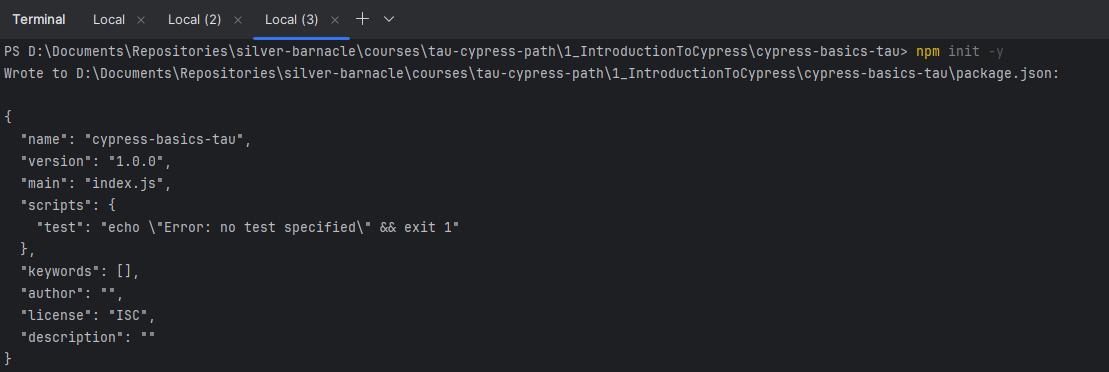 Terminal Local × Local (2) × Local (3) ×
PS D:\Documents\Repositories\silver-barnacle\courses\tau-cypress-path\1_IntroductionToCypress\cypress-basics-tau> npm init -y
Wrote to D:\Documents\Repositories\silver-barnacle\courses\tau-cypress-path\1_IntroductionToCypress\cypress-basics-tau\package.json:

{
  "name": "cypress-basics-tau",
  "version": "1.0.0",
  "main": "index.js",
  "scripts": {
    "test": "echo \"Error: no test specified\" && exit 1"
  },
  "keywords": [],
  "author": "",
  "license": "ISC",
  "description": ""
}